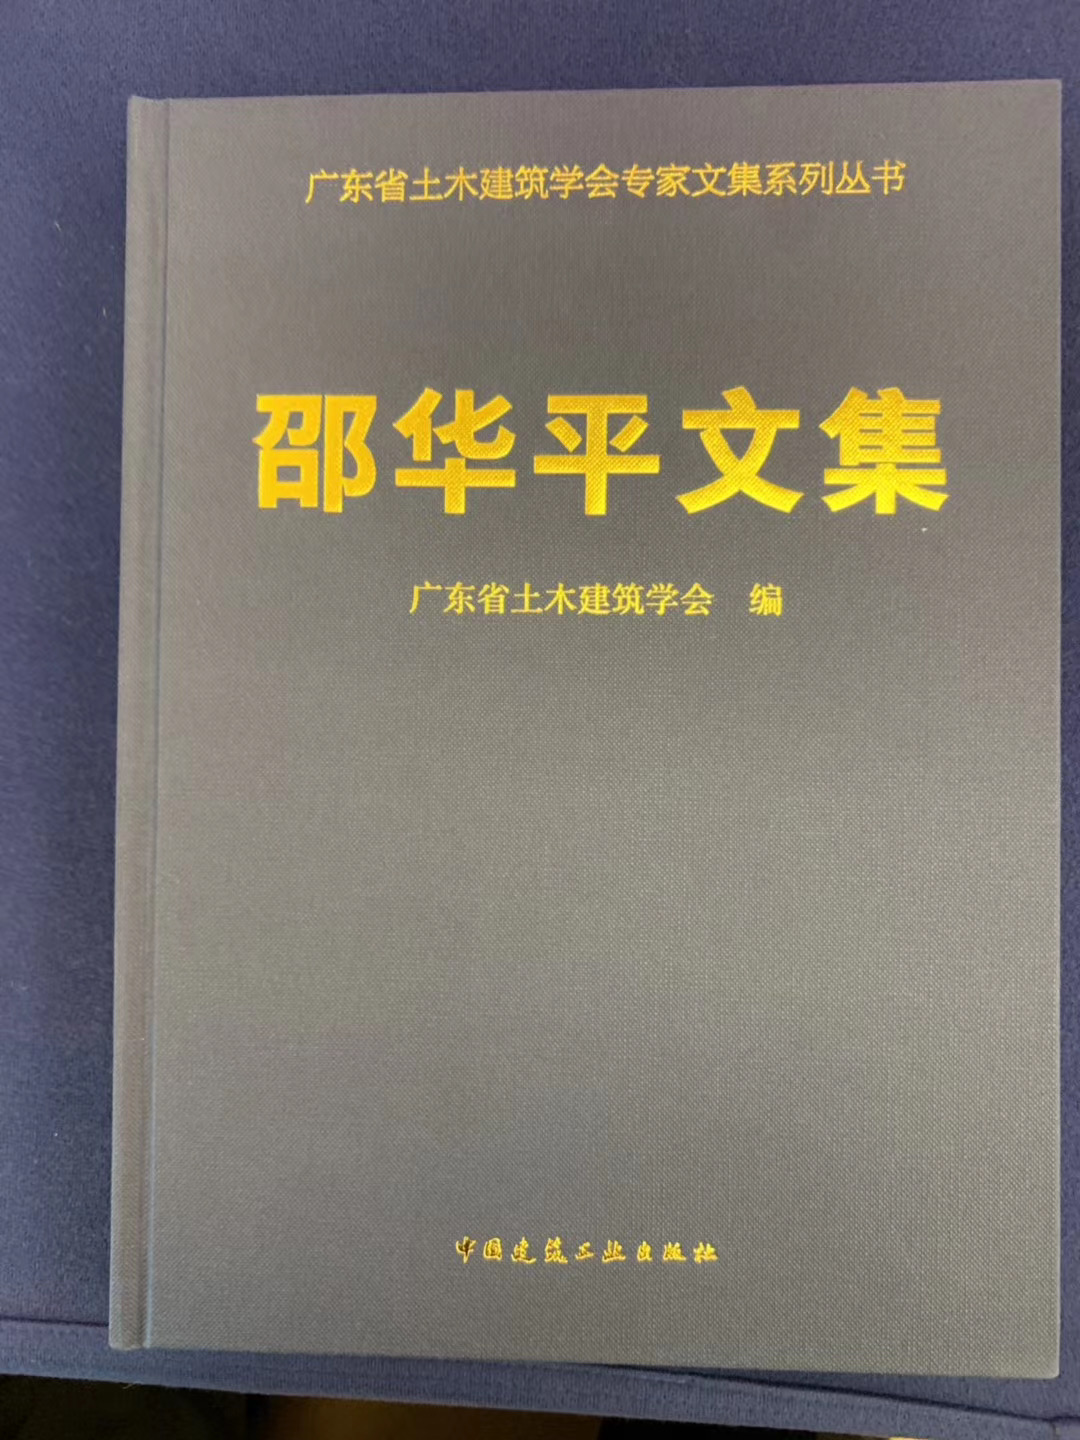 广东省土木建筑学会专家文集系列丛书
邵华平文集
广东省土木建筑学会 编
中国建筑工业出版社